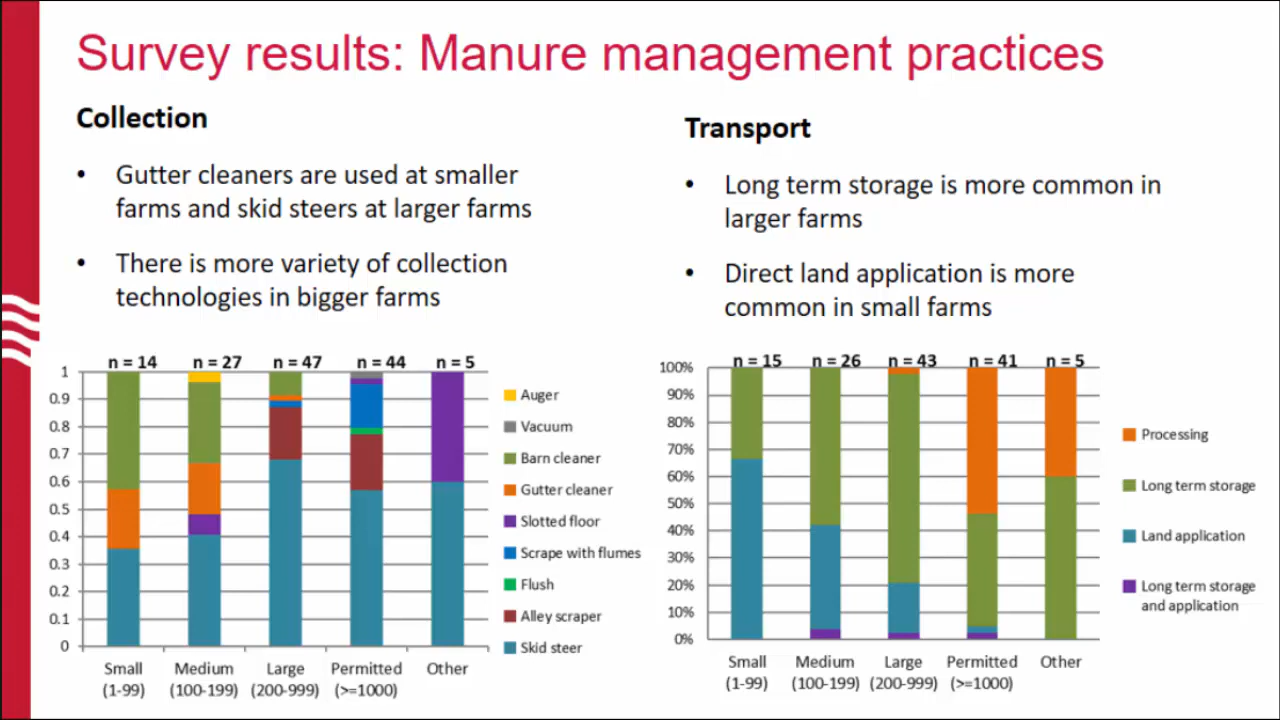 Survey results: Manure management practices
Collection
• Gutter cleaners are used at smaller
farms and skid steers at larger farms
• There is more variety of collection
technologies in bigger farms
Transport
• Long term storage is more common in
larger farms
• Direct land application is more
common in small farms
n = 14 n = 27 n = 47 n = 44 n = 5
1
0.9
0.8
0.7
0.6
0.5
0.4
0.3
0.2
0.1
0
Small Medium Large Permitted Other
(1-99) (100-199) (200-999) (>=1000)
Auger
Vacuum
Barn cleaner
Gutter cleaner
Slotted floor
Scrape with flumes
Flush
Alley scraper
Skid steer
n = 15 n = 26 n = 43 n = 41 n = 5
100%
90%
80%
70%
60%
50%
40%
30%
20%
10%
0%
Small Medium Large Permitted Other
(1-99) (100-199) (200-999) (>=1000)
Processing
Long term storage
Land application
Long term storage
and application